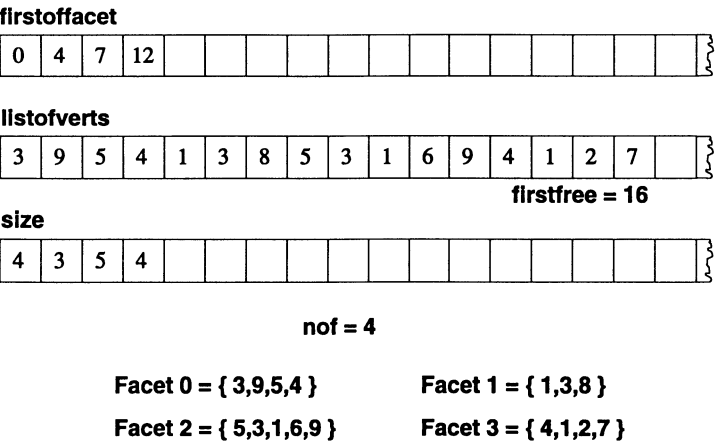 firstoffacet
0 4 7 12
listofverts
3 9 5 4 1 3 8 5 3 1 6 9 4 1 2 7
firstfree = 16
size
4 3 5 4
nof = 4
Facet 0 = { 3,9,5,4 } Facet 1 = { 1,3,8 }
Facet 2 = { 5,3,1,6,9 } Facet 3 = { 4,1,2,7 }